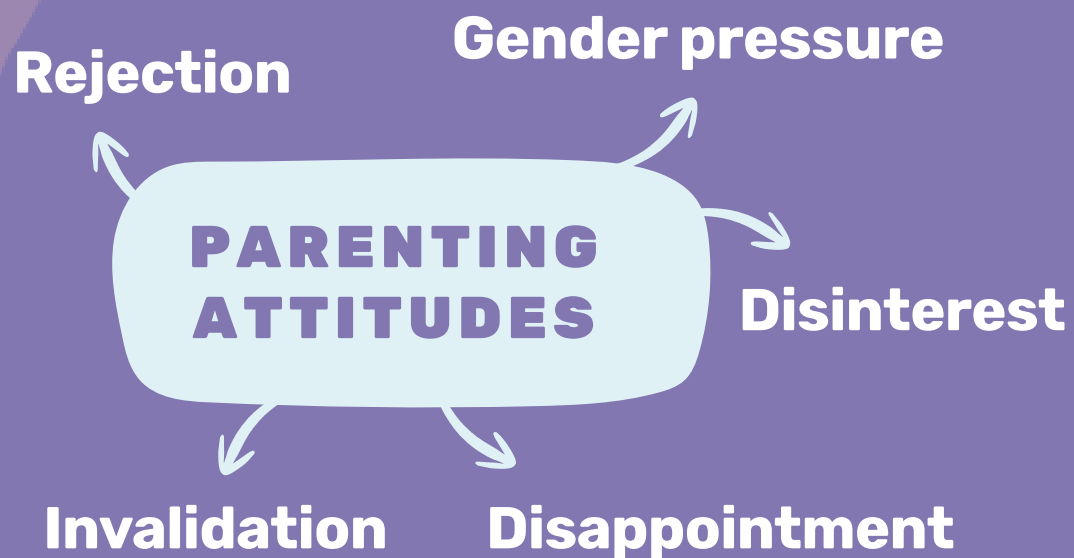 Gender pressure
Rejection
PARENTING
ATTITUDES
Disinterest
Invalidation
Disappointment